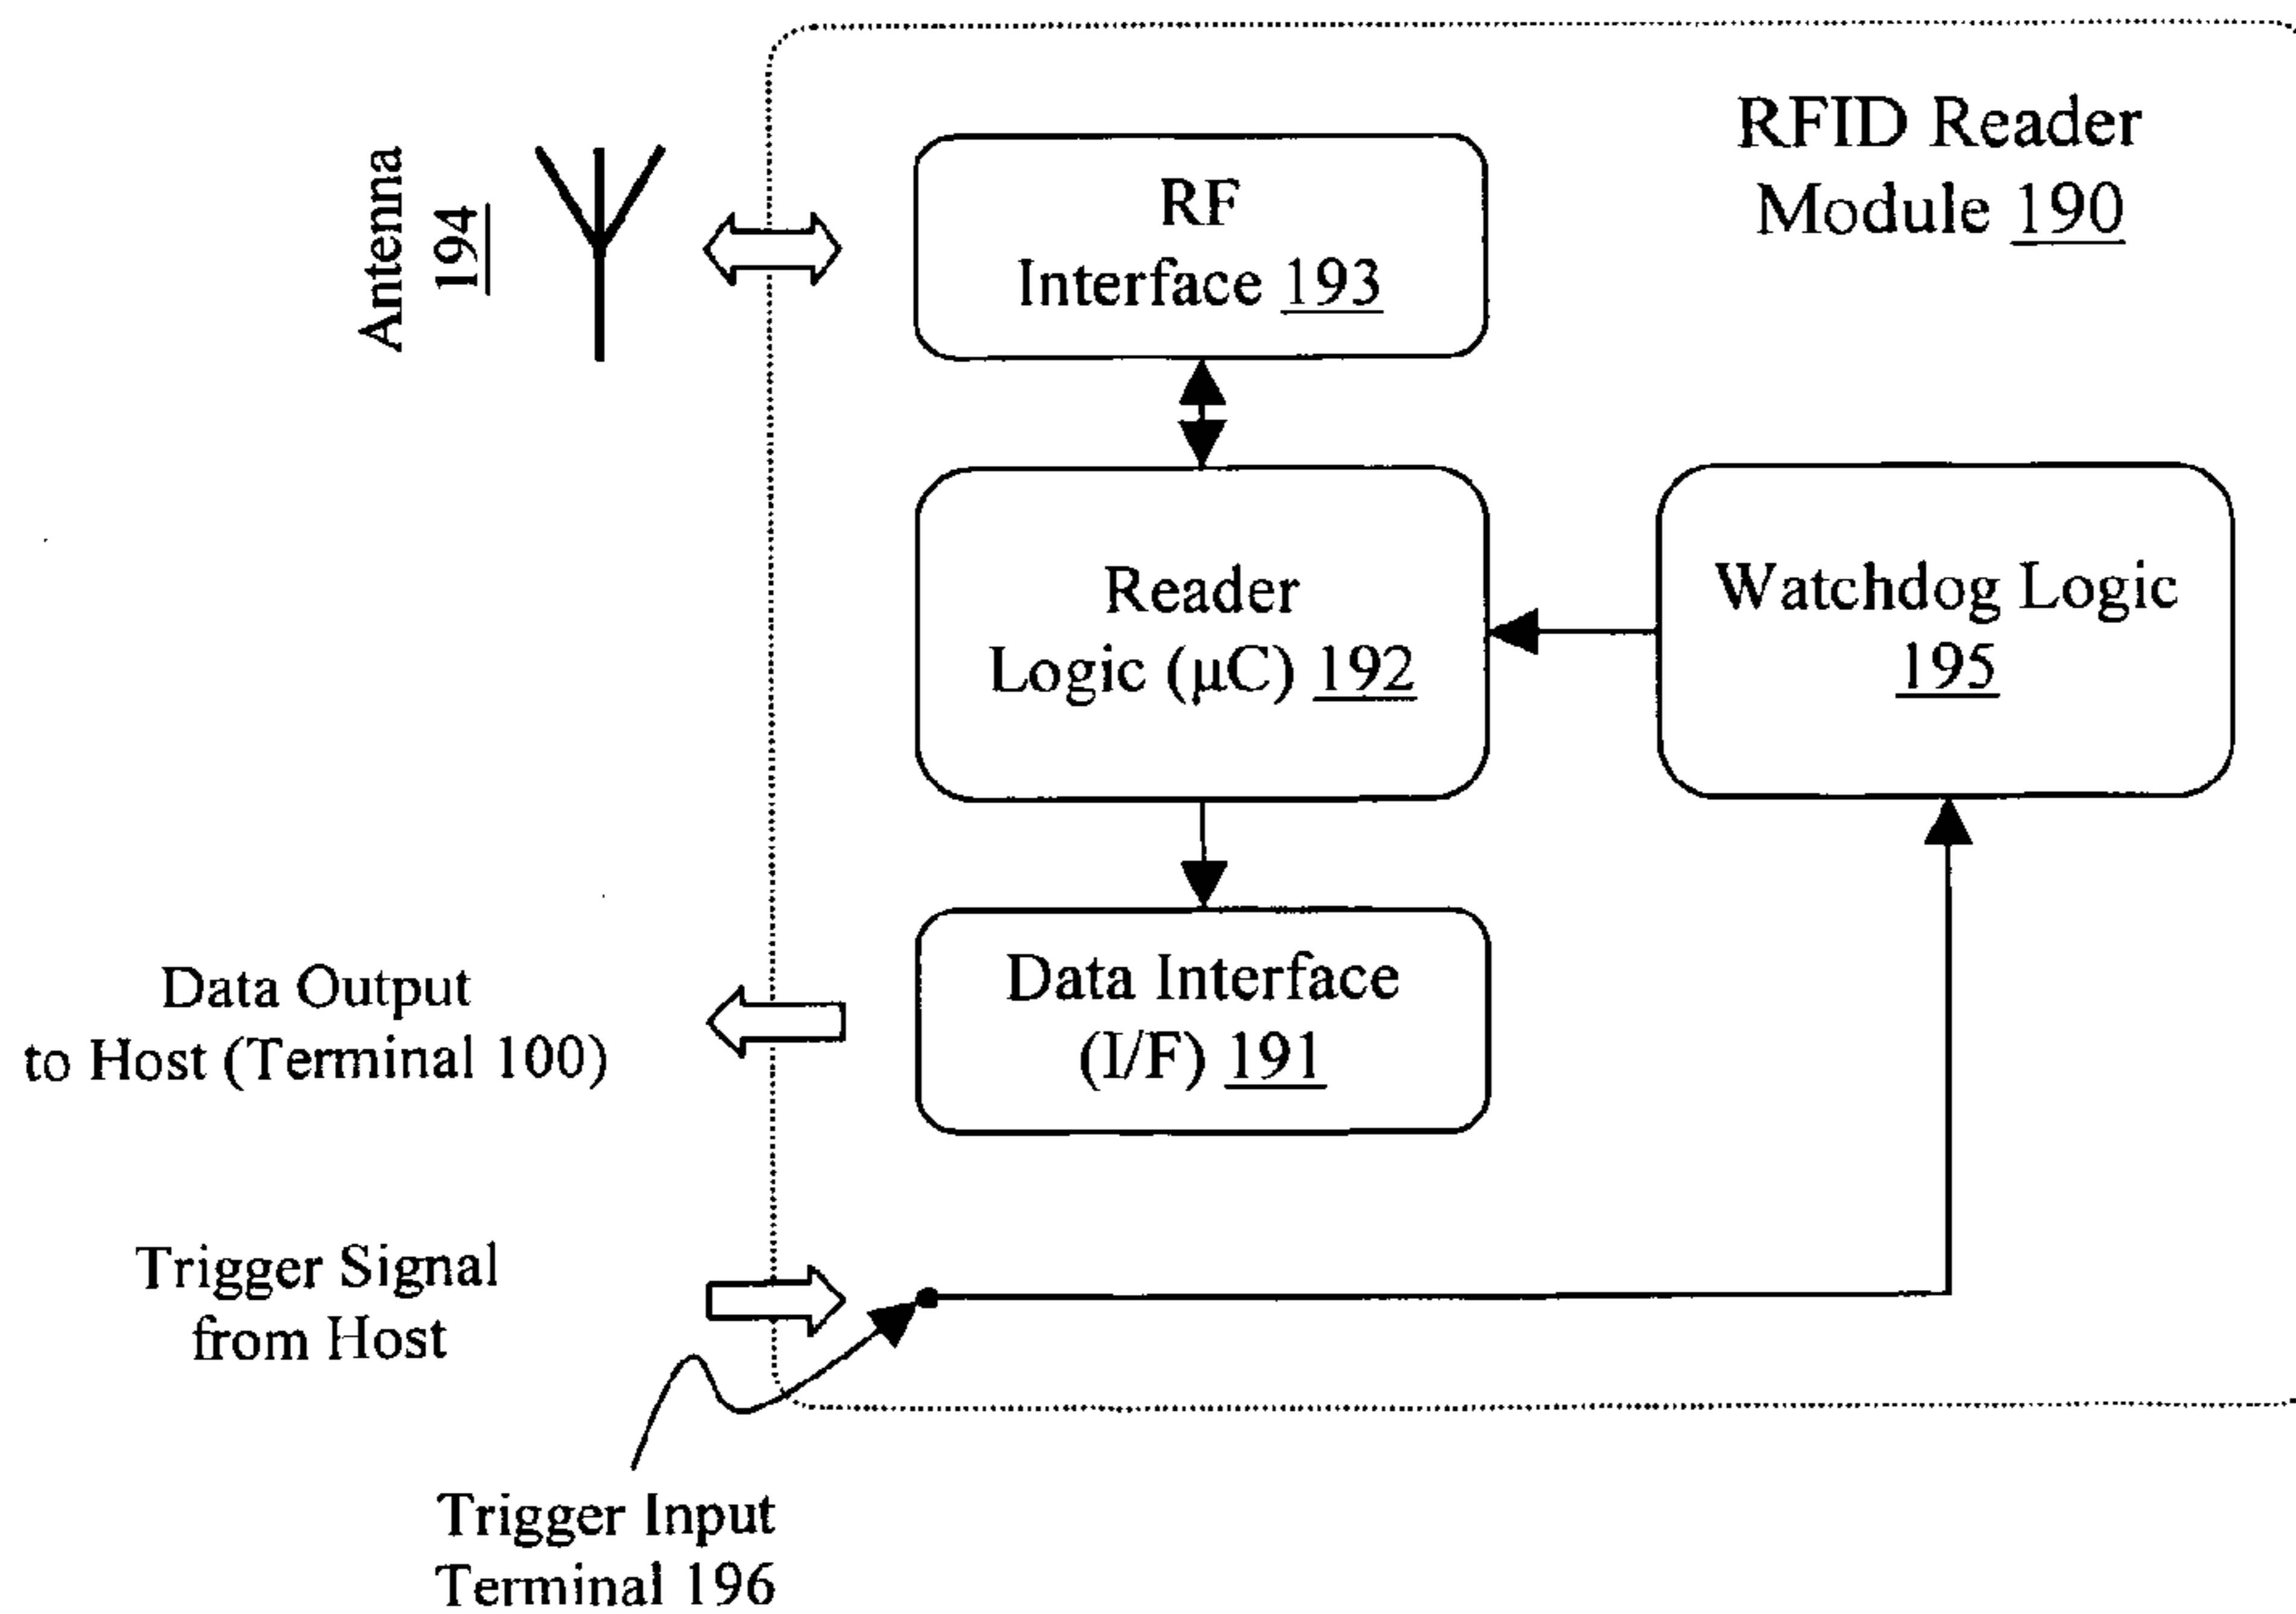 RFID Reader
Module 190
Antenna
194
RF
Interface 193
Reader
Logic (µC) 192
Watchdog Logic
195
Data Interface
(I/F) 191
Data Output
to Host (Terminal 100)
Trigger Signal
from Host
Trigger Input
Terminal 196